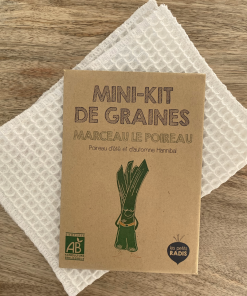 MINI-KIT
DE GRAINES
MARCEAU LE POIREAU
Poireau d'été et d'automne Hannibal
AB
les petits
RADIS